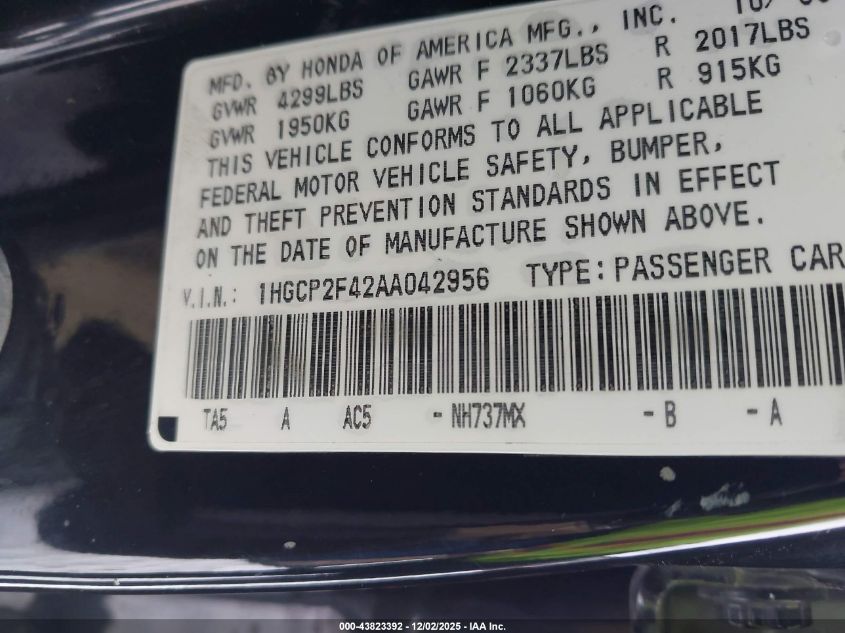 MFD. BY HONDA OF AMERICA MFG., INC.
GVWR 4299LBS GAWR F 2337LBS R 2017LBS
GVWR 1950KG GAWR F 1060KG R 915KG
THIS VEHICLE CONFORMS TO ALL APPLICABLE
FEDERAL MOTOR VEHICLE SAFETY, BUMPER,
AND THEFT PREVENTION STANDARDS IN EFFECT
ON THE DATE OF MANUFACTURE SHOWN ABOVE.
V.I.N.: 1HGCP2F42AA042956 TYPE:PASSENGER CAR
TA5 A AC5 -NH737MX -B -A
000-43823392 - 12/02/2025 - IAA Inc.